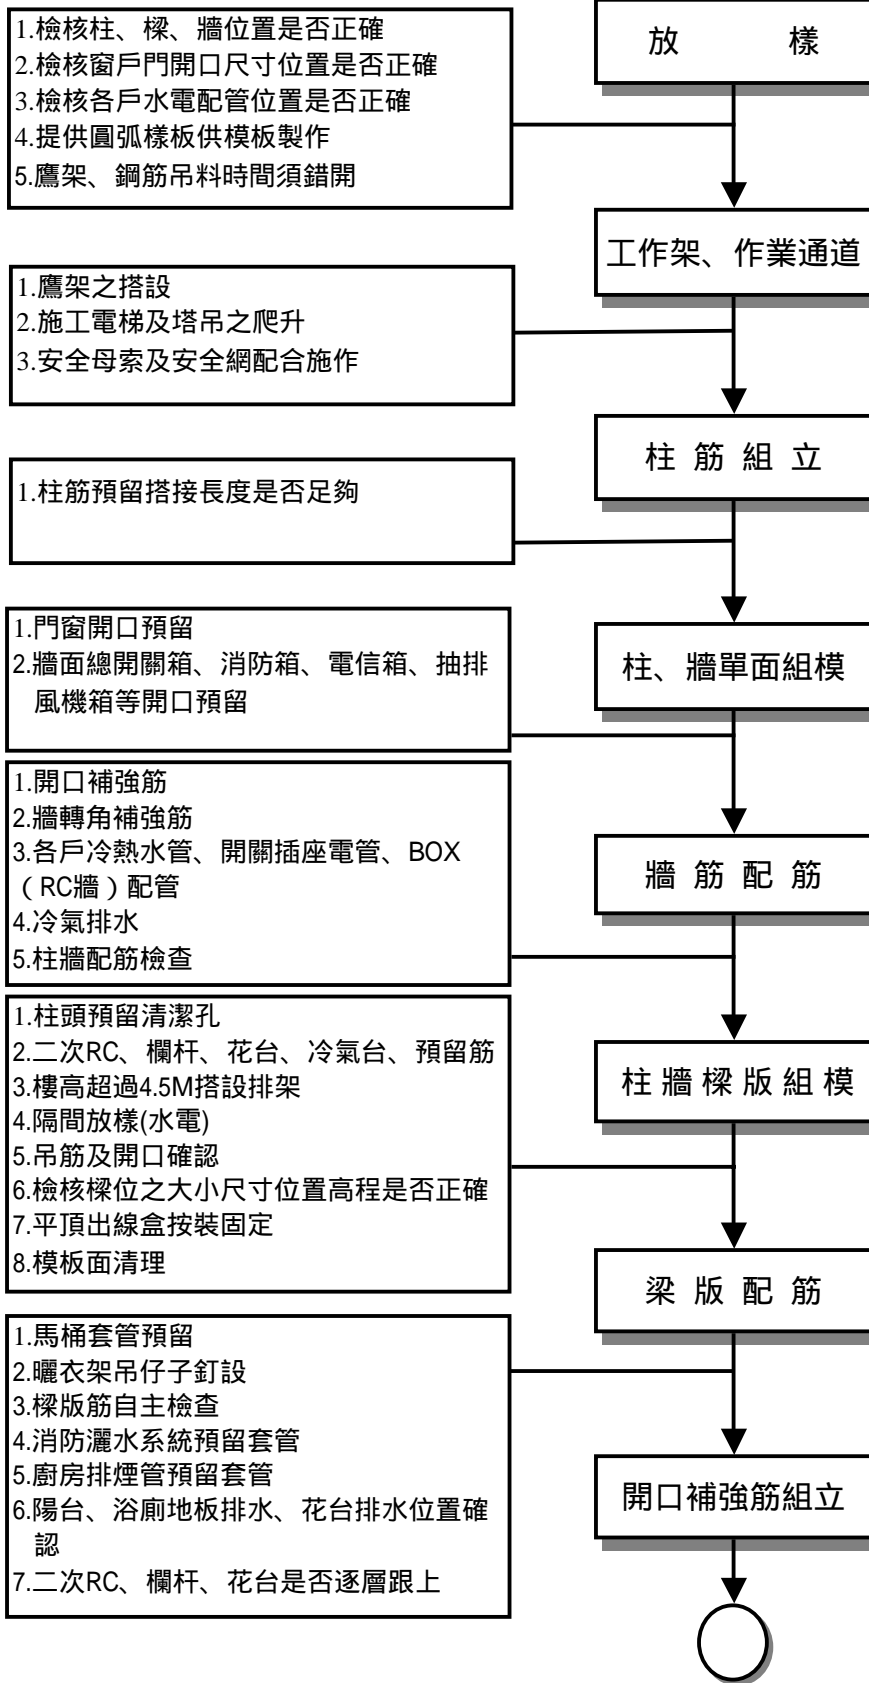 1.檢核柱、樑、牆位置是否正確
2.檢核窗戶門開口尺寸位置是否正確
3.檢核各戶水電配管位置是否正確
4.提供圓弧樣板供模板製作
5.鷹架、鋼筋吊料時間須錯開
放 樣
工作架、作業通道
1.鷹架之搭設
2.施工電梯及塔吊之爬升
3.安全母索及安全網配合施作
柱 筋 組 立
1.柱筋預留搭接長度是否足夠
1.門窗開口預留
2.牆面總開關箱、消防箱、電信箱、抽排
風機箱等開口預留
柱、牆單面組模
1.開口補強筋
2.牆轉角補強筋
3.各戶冷熱水管、開關插座電管、BOX
（RC牆）配管
4.冷氣排水
5.柱牆配筋檢查
牆 筋 配 筋
1.柱頭預留清潔孔
2.二次RC、欄杆、花台、冷氣台、預留筋
3.樓高超過4.5M搭設排架
4.隔間放樣(水電)
5.吊筋及開口確認
6.檢核樑位之大小尺寸位置高程是否正確
7.平頂出線盒按裝固定
8.模板面清理
柱 牆 樑 版 組 模
梁 版 配 筋
1.馬桶套管預留
2.曬衣架吊仔子釘設
3.樑版筋自主檢查
4.消防灑水系統預留套管
5.廚房排煙管預留套管
6.陽台、浴廁地板排水、花台排水位置確
認
7.二次RC、欄杆、花台是否逐層跟上
開口補強筋組立